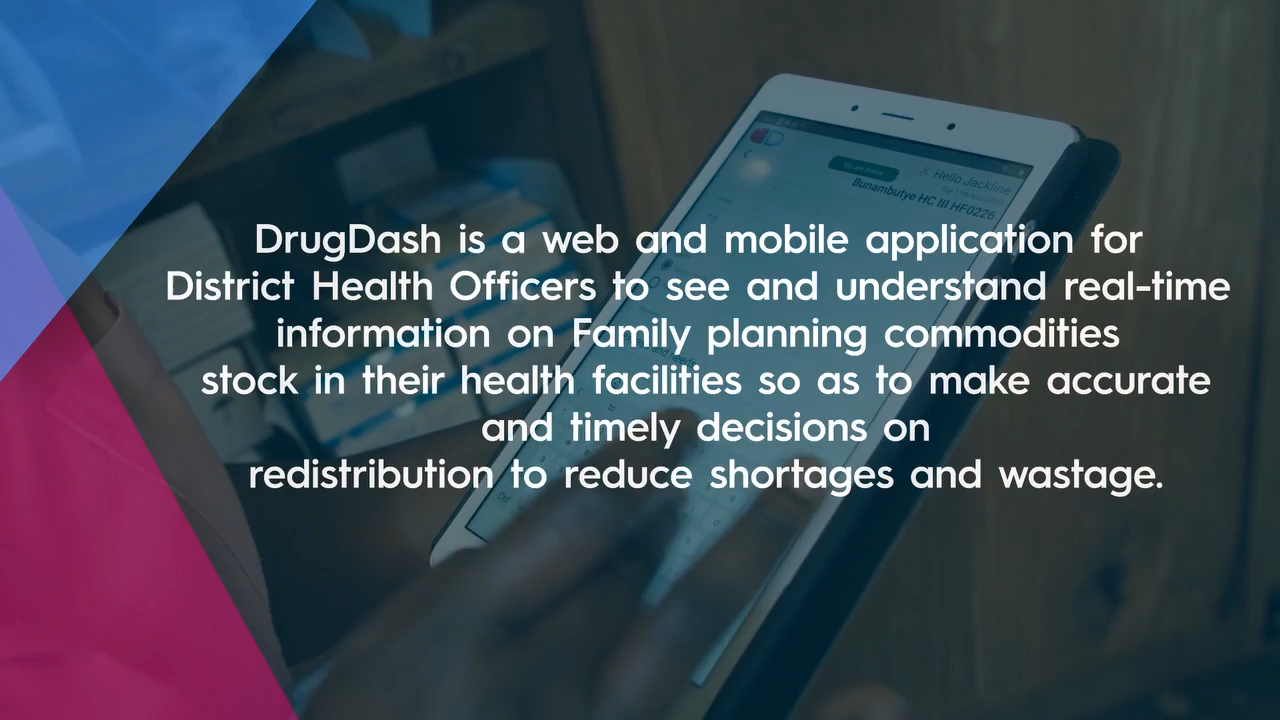 Hello Jackline
Bunambutye HC III:HF0226
DrugDash is a web and mobile application for
District Health Officers to see and understand real-time
information on Family planning commodities
stock in their health facilities so as to make accurate
and timely decisions on
redistribution to reduce shortages and wastage.